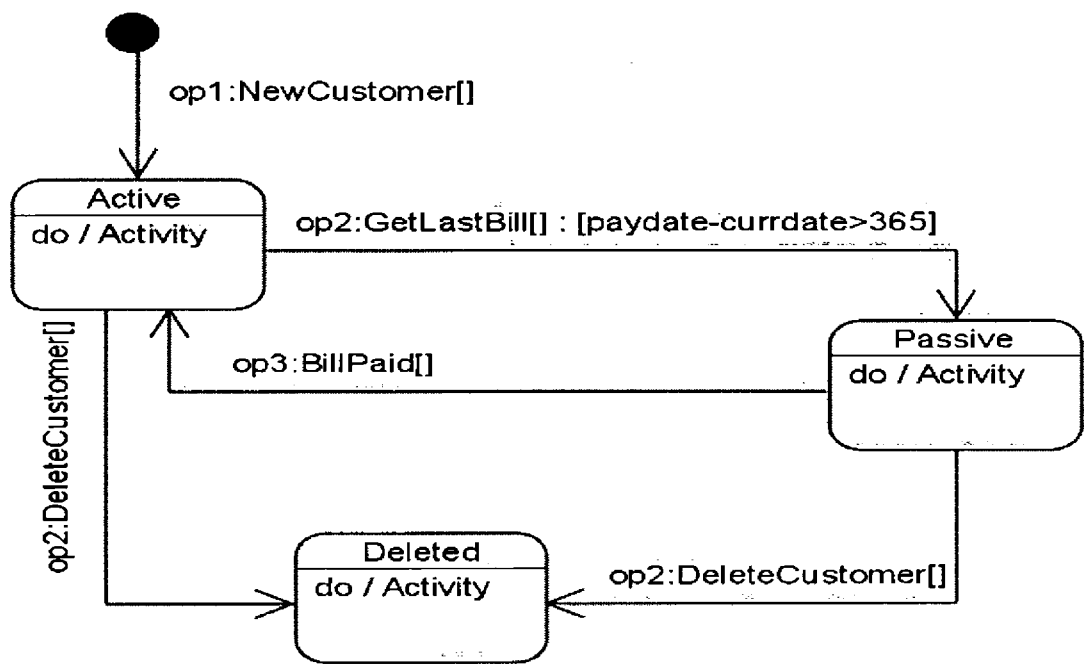 op1:NewCustomer[]
Active
do / Activity
op2:GetLastBill[] : [paydate-currdate>365]
Passive
do / Activity
op3:BillPaid[]
op2:DeleteCustomer[]
Deleted
do / Activity
op2:DeleteCustomer[]